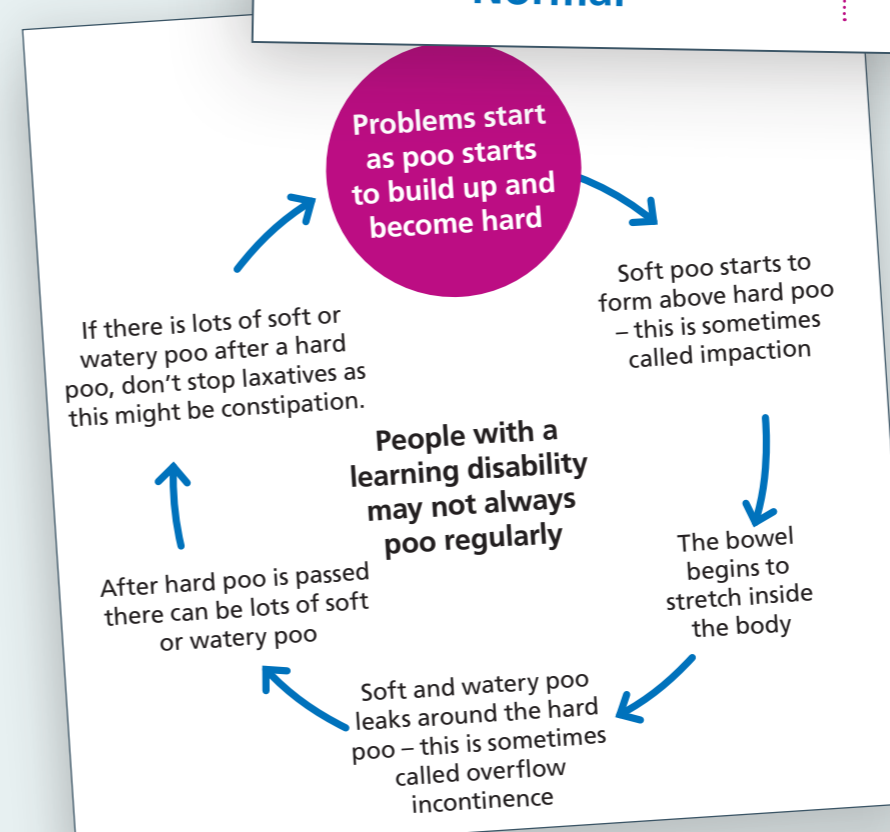 Normal
Problems start
as poo starts
to build up and
become hard
Soft poo starts to
form above hard poo
– this is sometimes
called impaction
The bowel
begins to
stretch inside
the body
Soft and watery poo
leaks around the hard
poo – this is sometimes
called overflow
incontinence
After hard poo is passed
there can be lots of soft
or watery poo
If there is lots of soft or
watery poo after a hard
poo, don’t stop laxatives as
this might be constipation.
People with a
learning disability
may not always
poo regularly